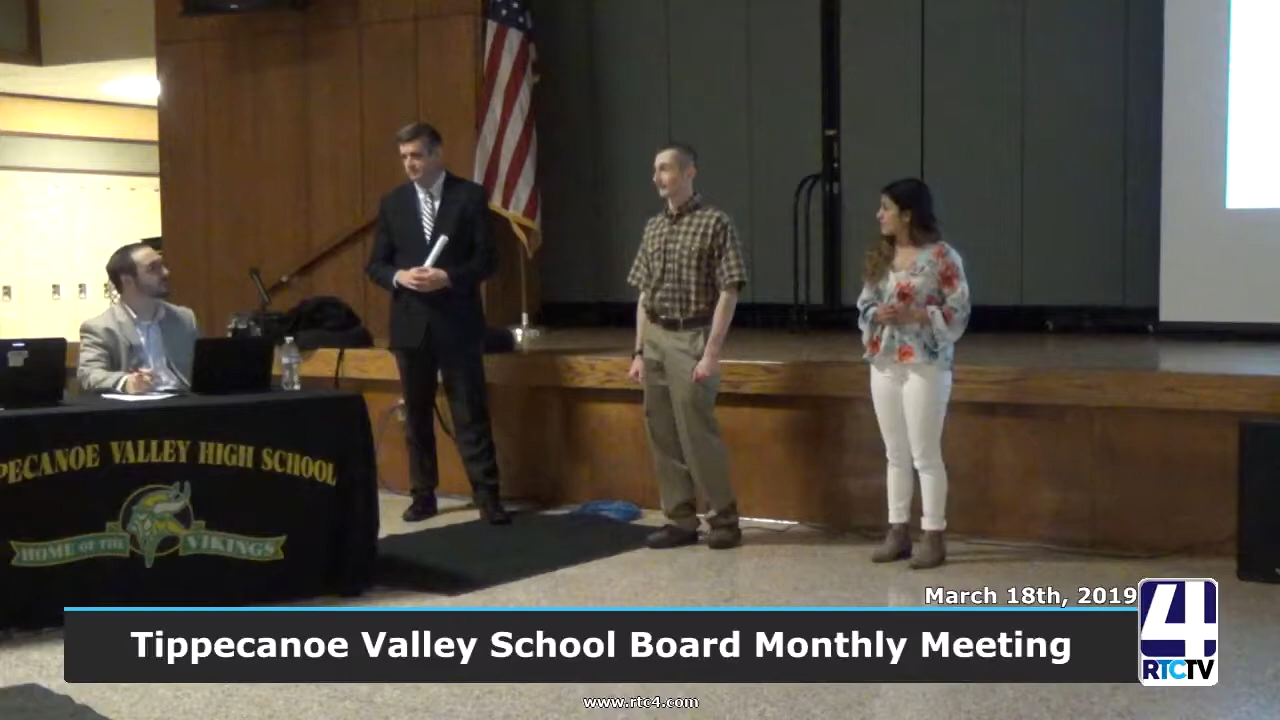 PECANOE VALLEY HIGH SCHOOL
HOME OF THE VIKINGS
March 18th, 2019
Tippecanoe Valley School Board Monthly Meeting
4
RTCTV
www.rtc4.com